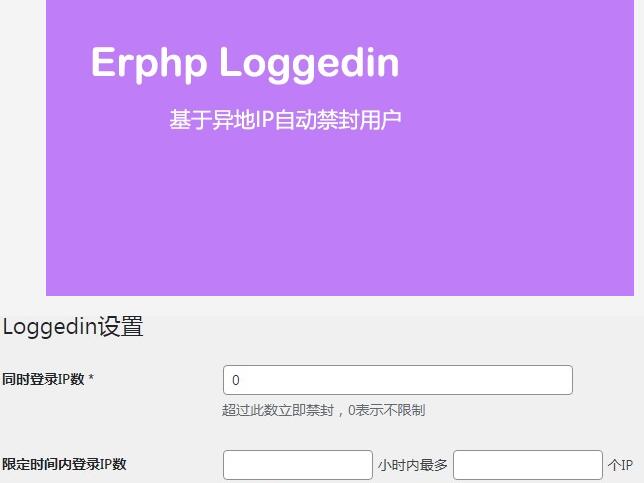 Erphp Loggedin
基于异地IP自动禁封用户
Loggedin设置
同时登录IP数 *
0
超过此数立即禁封，0表示不限制
限定时间内登录IP数 小时内最多 个IP